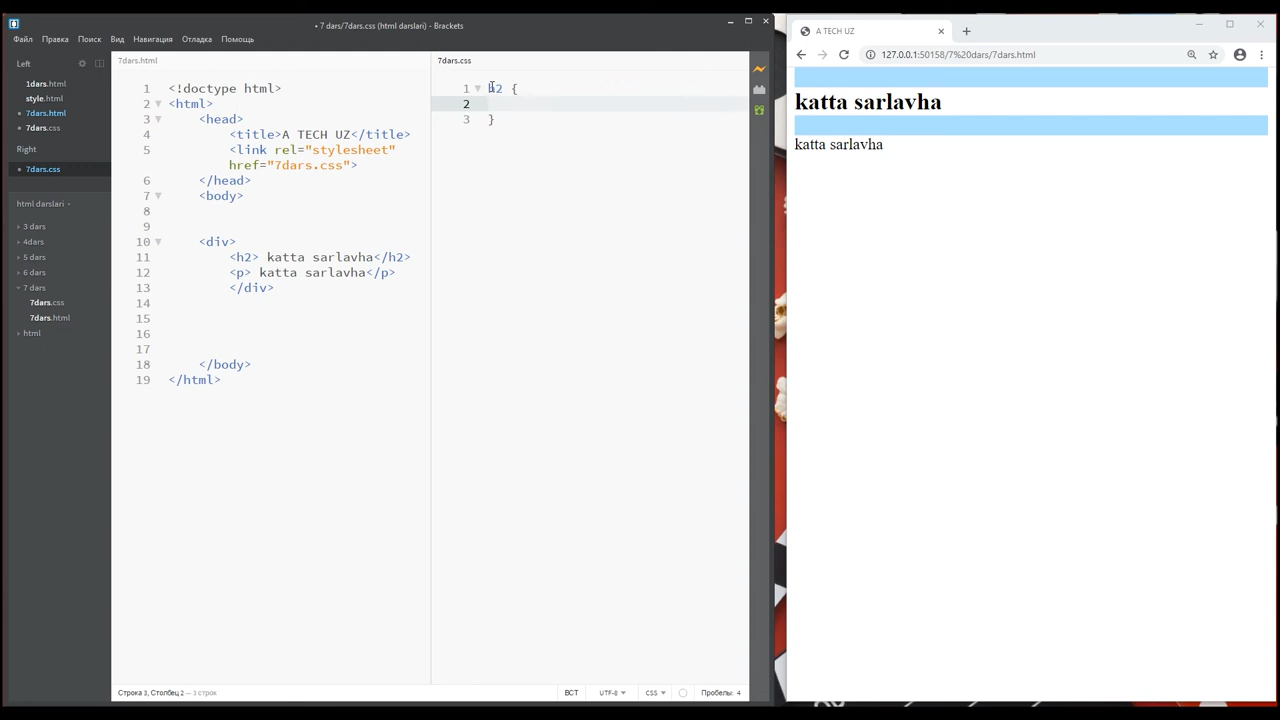 • 7 dars/7dars.css (html darslari) - Brackets
Файл Правка Поиск Вид Навигация Отладка Помощь
Left
1dars.html
style.html
7dars.html
7dars.css
Right
7dars.css
html darslari
3 dars
4dars
5 dars
6 dars
7 dars
7dars.css
7dars.html
html
7dars.html
1 <!doctype html>
2 <html>
3 <head>
4 <title>A TECH UZ</title>
5 <link rel="stylesheet"
href="7dars.css">
6 </head>
7 <body>
8
9
10 <div>
11 <h2> katta sarlavha</h2>
12 <p> katta sarlavha</p>
13 </div>
14
15
16
17
18 </body>
19 </html>
7dars.css
1 h2 {
2
3 }
Строка 3, Столбец 2 — 3 строк
ВСТ UTF-8 CSS Пробелы: 4
A TECH UZ
127.0.0.1:50158/7%20dars/7dars.html
katta sarlavha
katta sarlavha